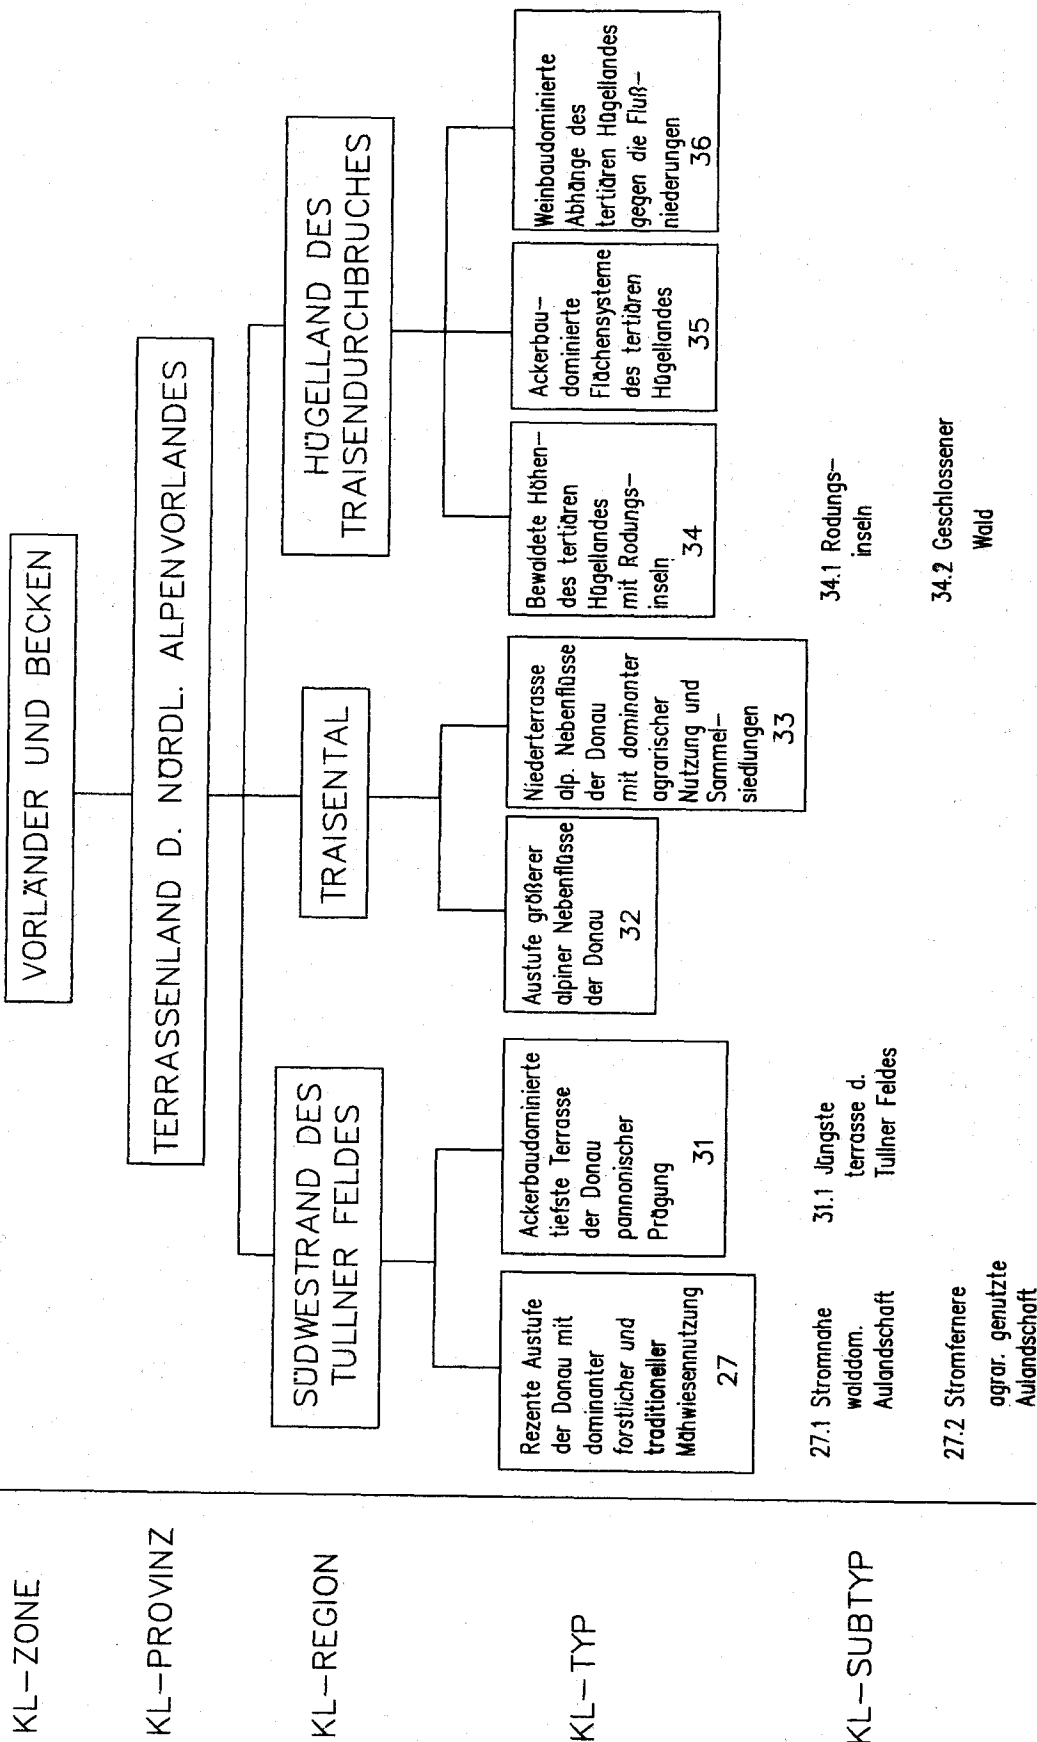 KL–ZONE
VORLÄNDER UND BECKEN
KL–PROVINZ
TERRASSENLAND D. NÖRDL. ALPENVORLANDES
KL–REGION
SÜDWESTRAND DES
TULLNER FELDES
TRAISENTAL
HÜGELLAND DES
TRAISENDURCHBRUCHES
KL–TYP
Rezente Austufe
der Donau mit
dominanter
forstlicher und
traditioneller
Mähwiesennutzung
27
Ackerbaudominierte
tiefste Terrasse
der Donau
pannonischer
Prägung
31
Austufe größerer
alpiner Nebenflüsse
der Donau
32
Niederterrasse
alp. Nebenflüsse
der Donau
mit dominanter
agrarischer
Nutzung und
Sammel–
siedlungen
33
Bewaldete Höhen–
des tertiären
Hügellandes
mit Rodungs–
inseln
34
Ackerbau–
dominierte
Flächensysteme
des tertiären
Hügellandes
35
Weinbaudominierte
Abhänge des
tertiären Hügellandes
gegen die Fluß–
niederungen
36
KL–SUBTYP
27.1 Stromnahe
walddom.
Aulandschaft
27.2 Stromfernere
agrar. genutzte
Aulandschaft
31.1 Jüngste
terrasse d.
Tullner Feldes
34.1 Rodungs–
inseln
34.2 Geschlossener
Wald